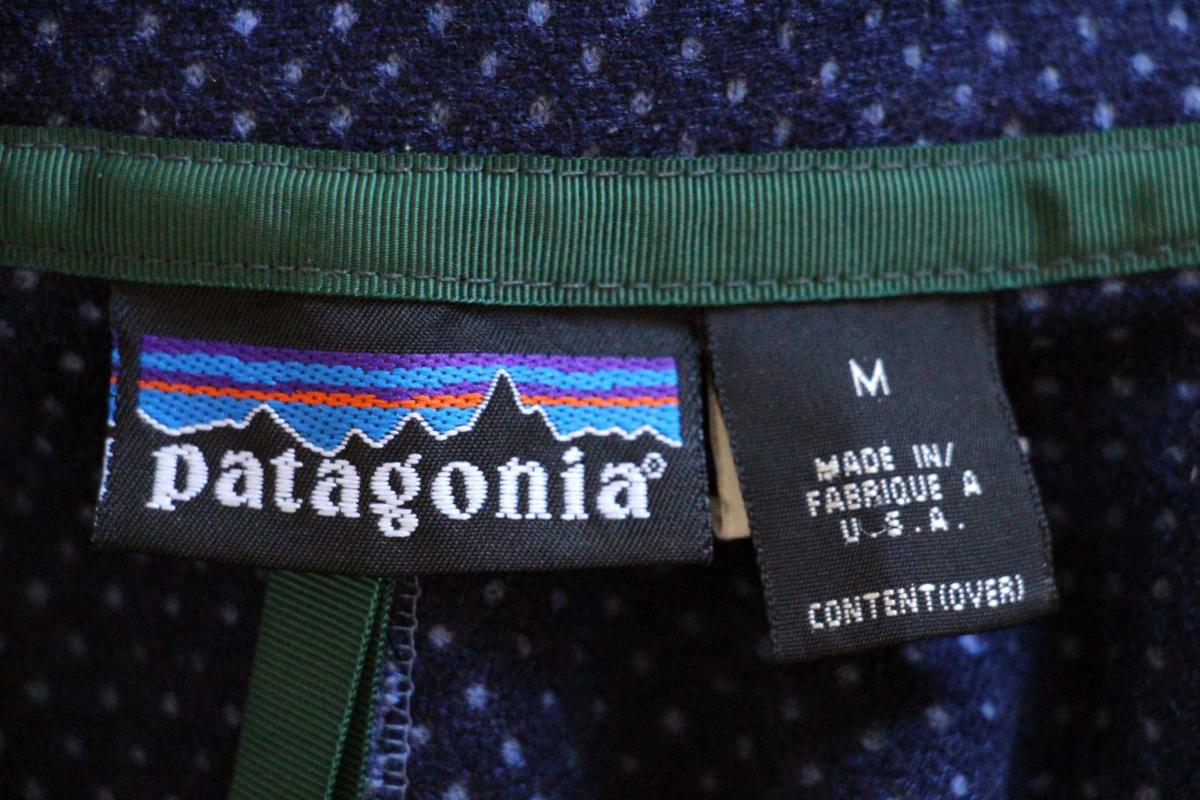 patagonia®
M
MADE IN/
FABRIQUE A
U.S.A.
CONTENT(OVER)